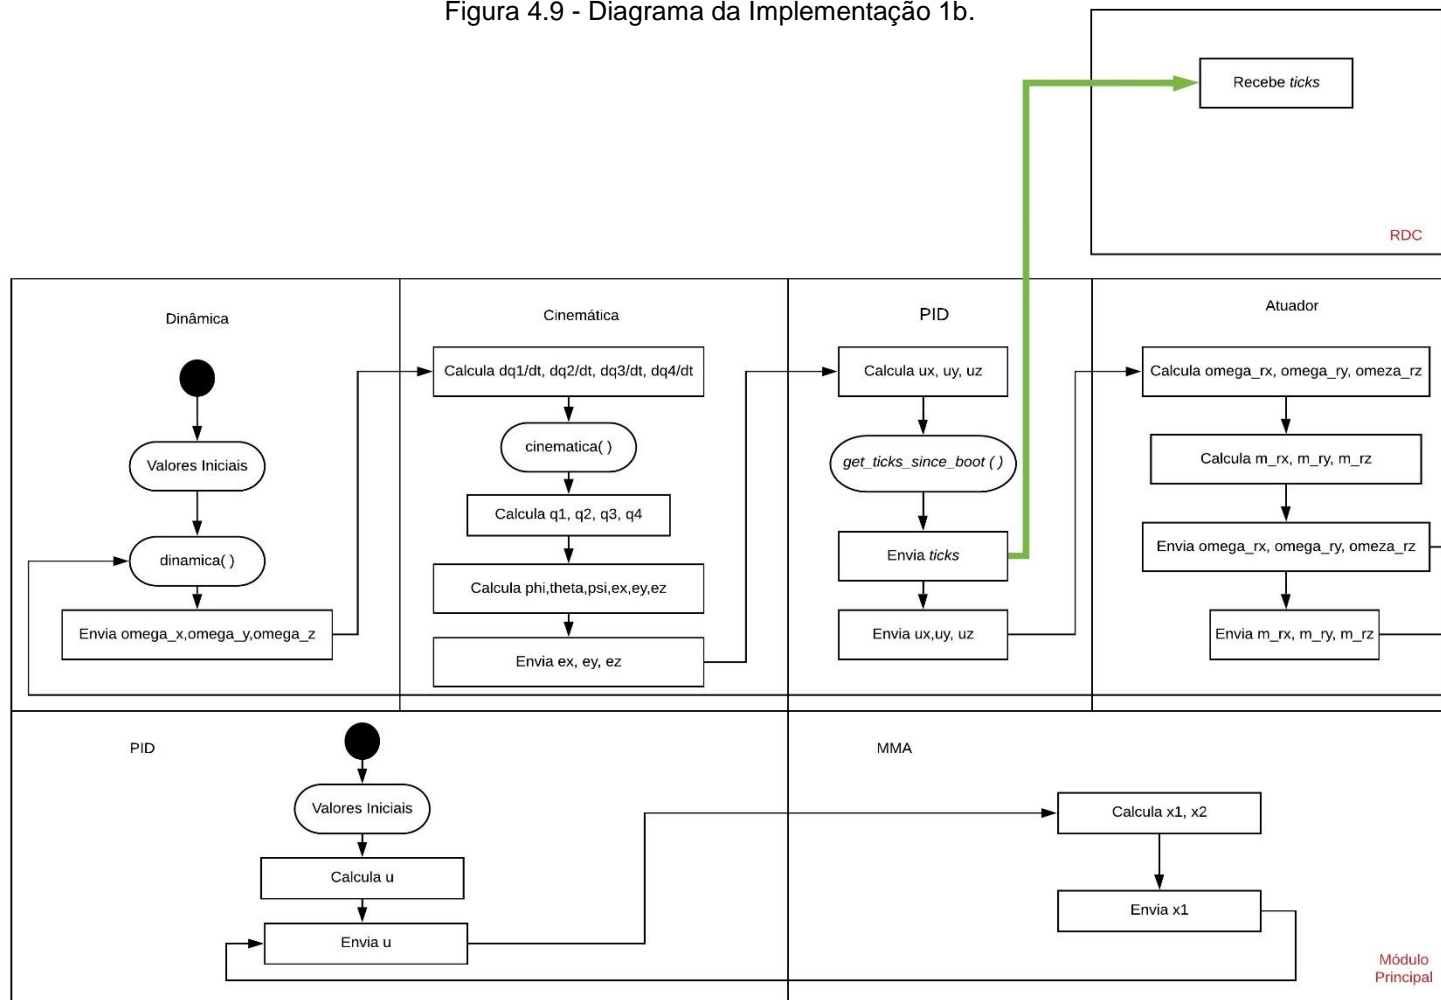 Figura 4.9 - Diagrama da Implementação 1b.
Recebe ticks
RDC
Dinâmica
Valores Iniciais
dinamica( )
Envia omega_x,omega_y,omega_z
Cinemática
Calcula dq1/dt, dq2/dt, dq3/dt, dq4/dt
cinematica( )
Calcula q1, q2, q3, q4
Calcula phi,theta,psi,ex,ey,ez
Envia ex, ey, ez
PID
Calcula ux, uy, uz
get_ticks_since_boot ( )
Envia ticks
Envia ux,uy, uz
Atuador
Calcula omega_rx, omega_ry, omeza_rz
Calcula m_rx, m_ry, m_rz
Envia omega_rx, omega_ry, omeza_rz
Envia m_rx, m_ry, m_rz
PID
Valores Iniciais
Calcula u
Envia u
MMA
Calcula x1, x2
Envia x1
Módulo
Principal